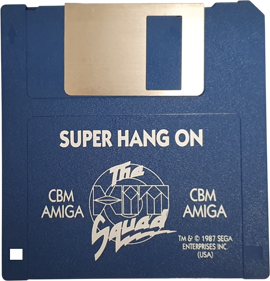 SUPER HANG ON
The
Hit
Squad
CBM
AMIGA
CBM
AMIGA
TM & © 1987 SEGA
ENTERPRISES INC
(USA)